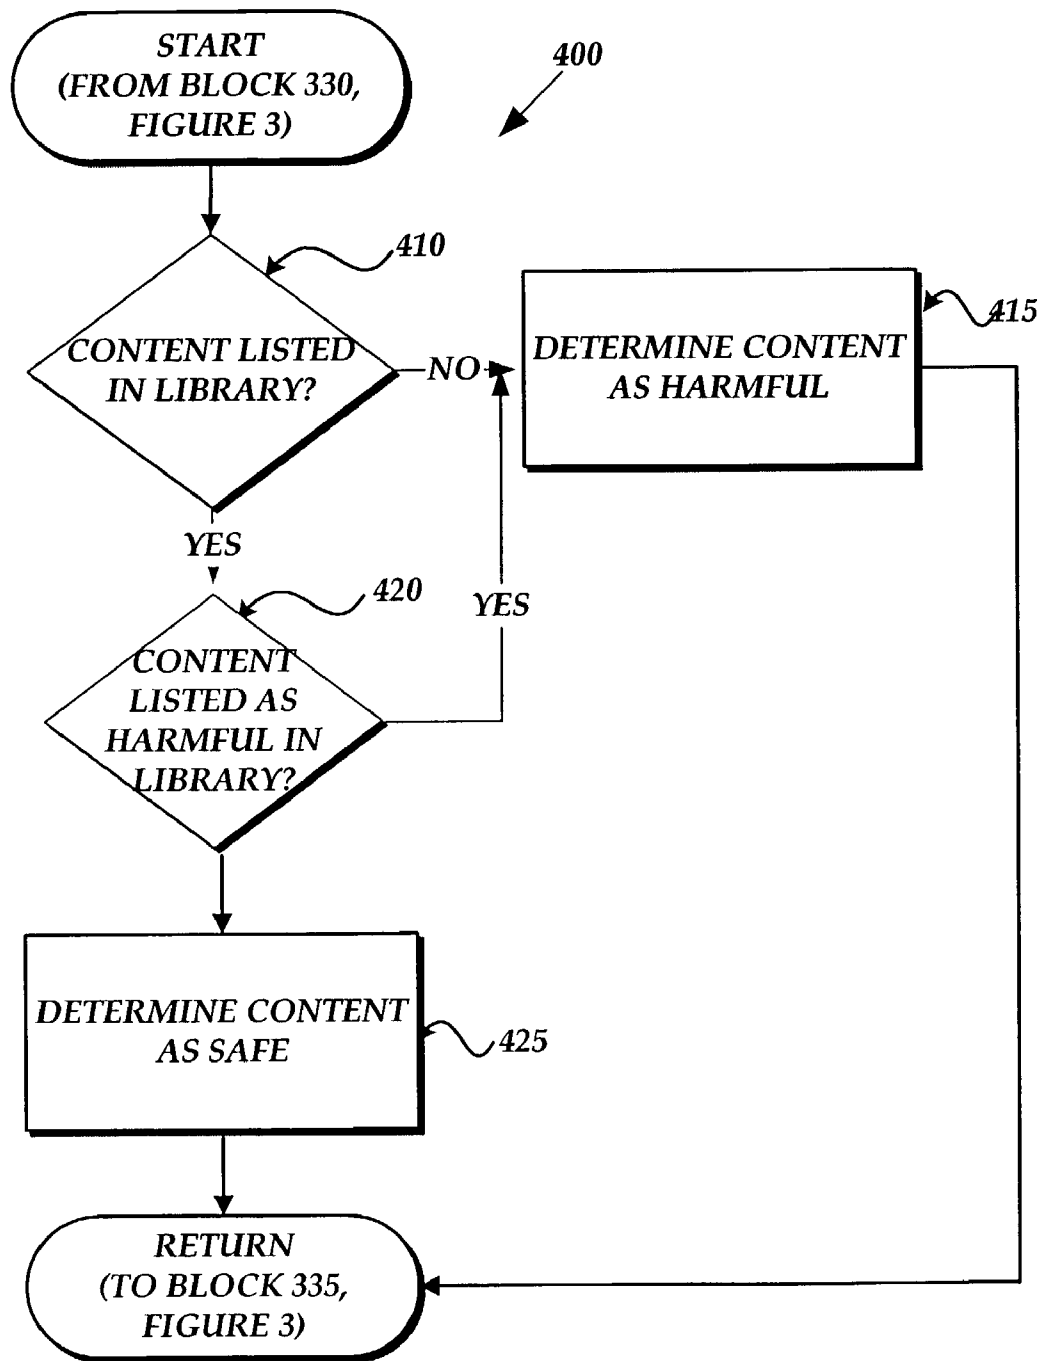 START
(FROM BLOCK 330,
FIGURE 3)
400
410
CONTENT LISTED
IN LIBRARY?
NO
DETERMINE CONTENT
AS HARMFUL
415
YES
420
YES
CONTENT
LISTED AS
HARMFUL IN
LIBRARY?
DETERMINE CONTENT
AS SAFE
425
RETURN
(TO BLOCK 335,
FIGURE 3)